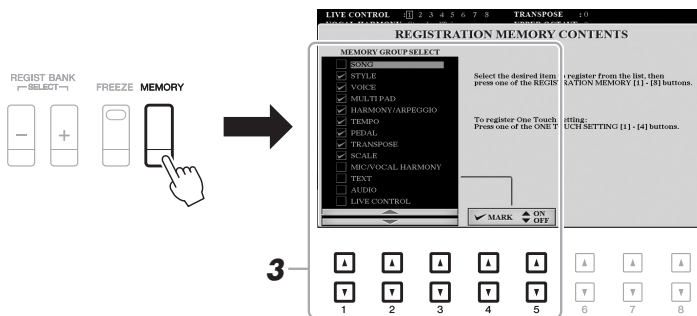 LIVE CONTROL :1 2 3 4 5 6 7 8 TRANSPOSE :0
REGISTRATION MEMORY CONTENTS
MEMORY GROUP SELECT
SONG
STYLE
VOICE
MULTI PAD
HARMONY/ARPEGGIO
TEMPO
PEDAL
TRANSPOSE
SCALE
MIC/VOCAL HARMONY
TEXT
AUDIO
LIVE CONTROL
Select the desired item to register from the list, then
press one of the REGISTRATION MEMORY [1] - [8] buttons.
To register One Touch Setting:
Press one of the ONE TOUCH SETTING [1] - [4] buttons.
MARK ON
OFF
REGIST BANK
SELECT
FREEZE MEMORY
- +
3
1 2 3 4 5 6 7 8